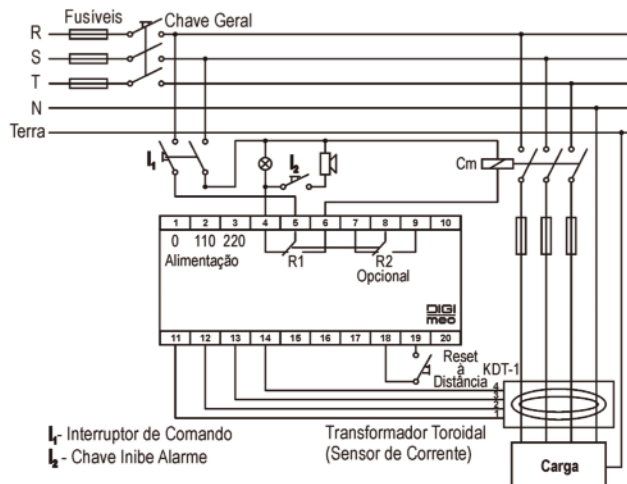 Fusíveis
Chave Geral
R
S
T
N
Terra
I₁
I₂
Cm
1 2 3 4 5 6 7 8 9 10
0 110 220
Alimentação
R1
R2
Opcional
DIGI
mec
11 12 13 14 15 16 17 18 19 20
Reset
à
Distância
KDT-1
4
3
2
1
I₁- Interruptor de Comando
I₂ - Chave Inibe Alarme
Transformador Toroidal
(Sensor de Corrente)
Carga